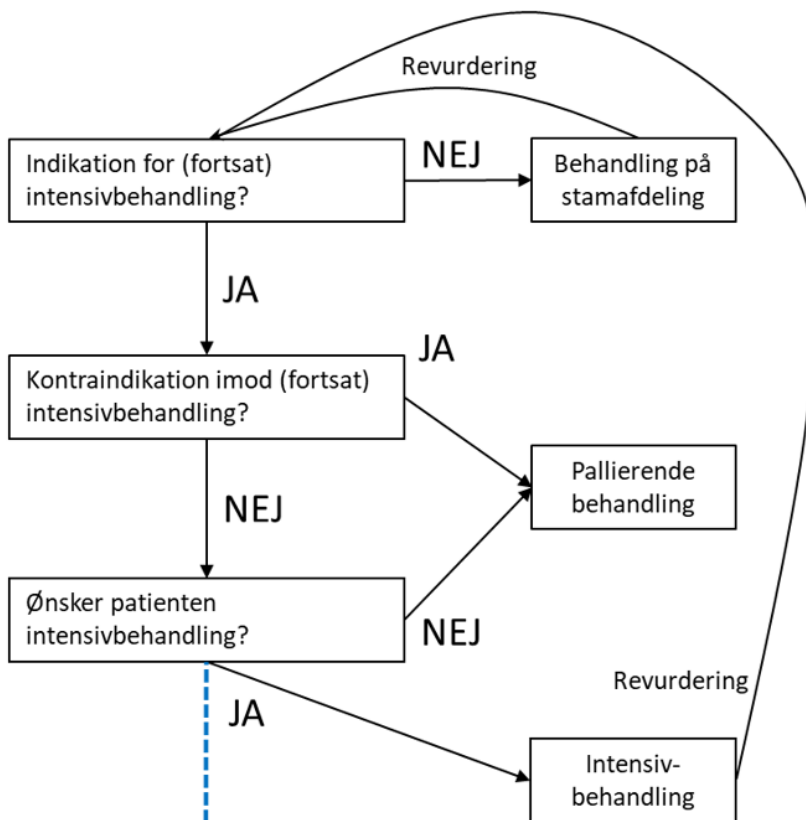 Revurdering
Indikation for (fortsat)
intensivbehandling?
NEJ
Behandling på
stamafdeling
JA
JA
Kontraindikation imod (fortsat)
intensivbehandling?
NEJ
Pallierende
behandling
Ønsker patienten
intensivbehandling?
NEJ
JA
Revurdering
Intensiv-
behandling